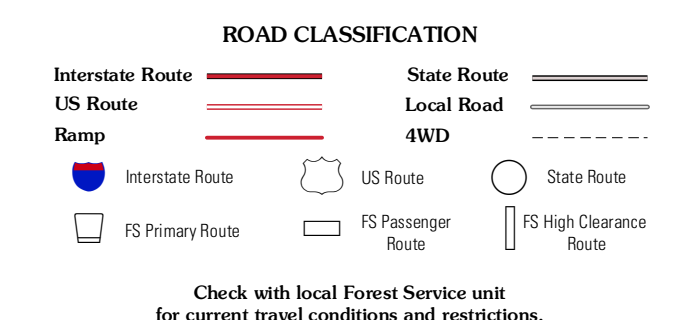 ROAD CLASSIFICATION
Interstate Route
State Route
US Route
Local Road
Ramp
4WD
Interstate Route
US Route
State Route
FS Primary Route
FS Passenger
Route
FS High Clearance
Route
Check with local Forest Service unit
for current travel conditions and restrictions.